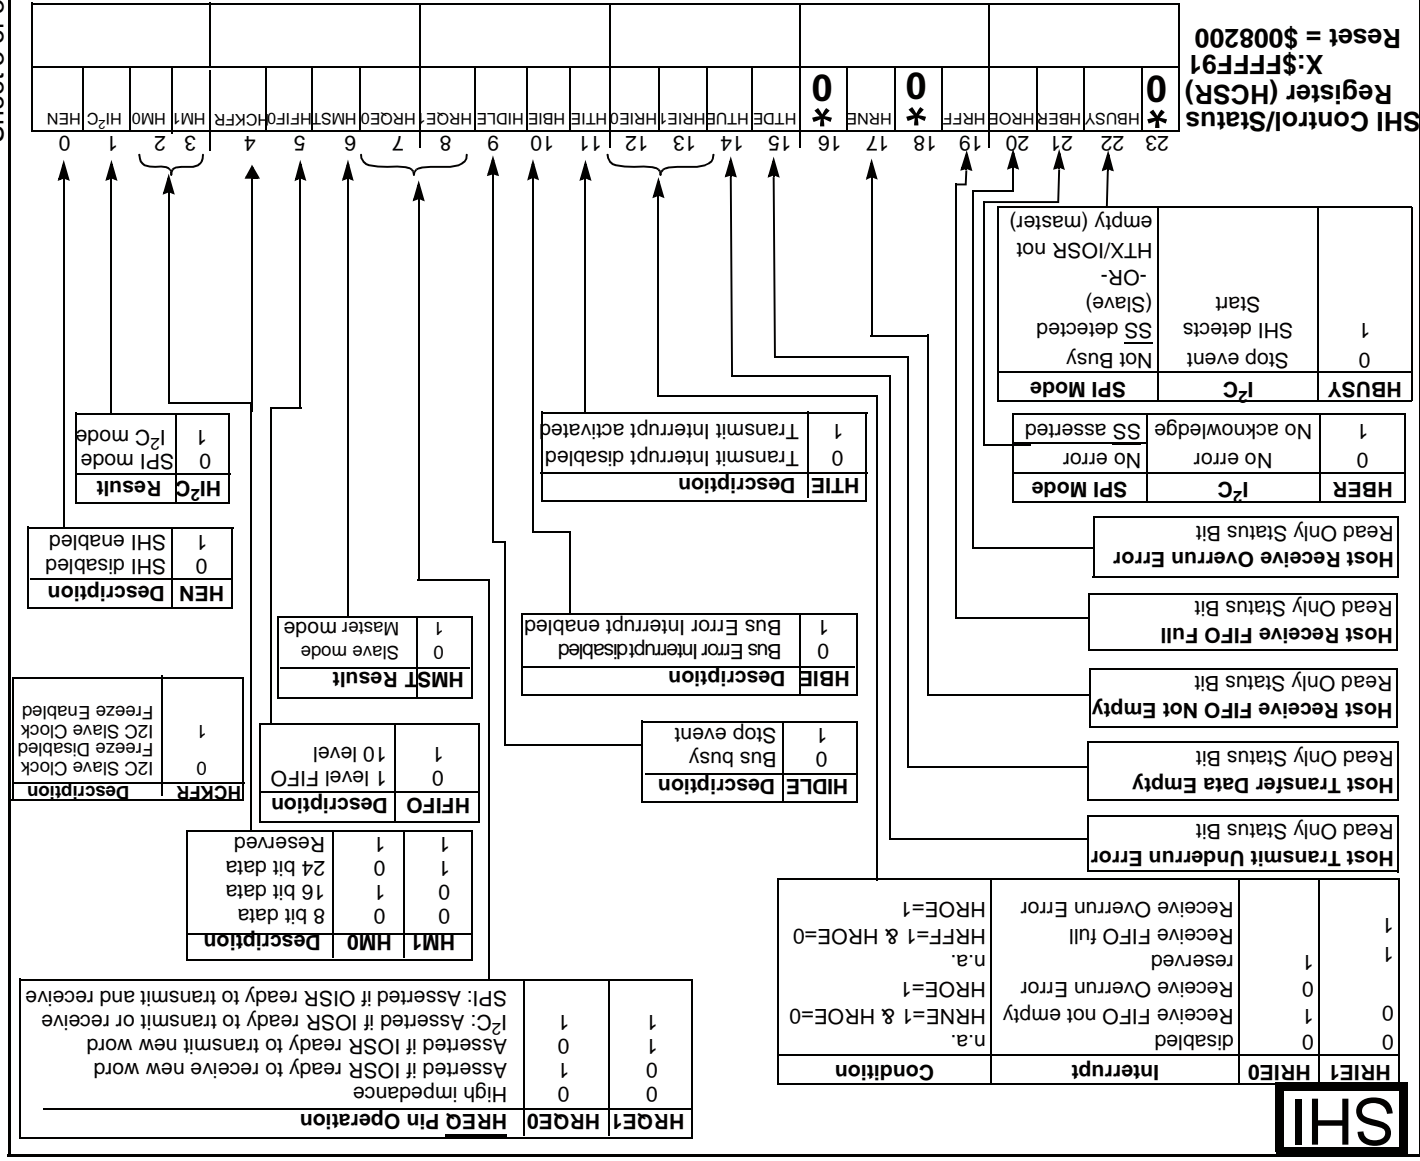 SHI
HRIE1 HRIE0 Interrupt Condition
0 0 disabled n.a.
0 1 Receive FIFO not empty HRNE=1 & HROE=0
0 Receive Overrun Error HROE=1
1 1 reserved n.a.
1 Receive FIFO full HRFF=1 & HROE=0
Receive Overrun Error HROE=1
HRQE1 HRQE0 HREQ Pin Operation
0 0 High impedance
0 1 Asserted if IOSR ready to receive new word
1 0 Asserted if IOSR ready to transmit new word
1 1 I²C: Asserted if IOSR ready to transmit or receive
SPI: Asserted if OISR ready to transmit and receive
Host Transmit Underrun Error
Read Only Status Bit
Host Transfer Data Empty
Read Only Status Bit
Host Receive FIFO Not Empty
Read Only Status Bit
Host Receive FIFO Full
Read Only Status Bit
Host Receive Overrun Error
Read Only Status Bit
HM1 HM0 Description
0 0 8 bit data
0 1 16 bit data
1 0 24 bit data
1 1 Reserved
HIDLE Description
0 Bus busy
1 Stop event
HFIFO Description
0 1 level FIFO
1 10 level
HCKFR Description
0 I2C Slave Clock
Freeze Disabled
1 I2C Slave Clock
Freeze Enabled
HBIE Description
0 Bus Error Interrupt disabled
1 Bus Error Interrupt enabled
HMST Result
0 Slave mode
1 Master mode
HEN Description
0 SHI disabled
1 SHI enabled
HBER I²C SPI Mode
0 No error No error
1 No acknowledge SS asserted
HTIE Description
0 Transmit Interrupt disabled
1 Transmit Interrupt activated
HI²C Result
0 SPI mode
1 I²C mode
HBUSY I²C SPI Mode
0 Stop event Not Busy
1 SHI detects SS detected
Start (Slave)
-OR-
HTX/IOSR not
empty (master)
23 22 21 20 19 18 17 16 15 14 13 12 11 10 9 8 7 6 5 4 3 2 1 0
*0 HBUSY HBER HROE HRFF *0 HRNE *0 HTDE HTUE HRIE1 HRIE0 HTIE HBIE HIDLE HRQE1 HRQE0 HMST HFIFO HCKFR HM1 HM0 HI²C HEN
SHI Control/Status
Register (HCSR)
X:$FFFF91
Reset = $008200